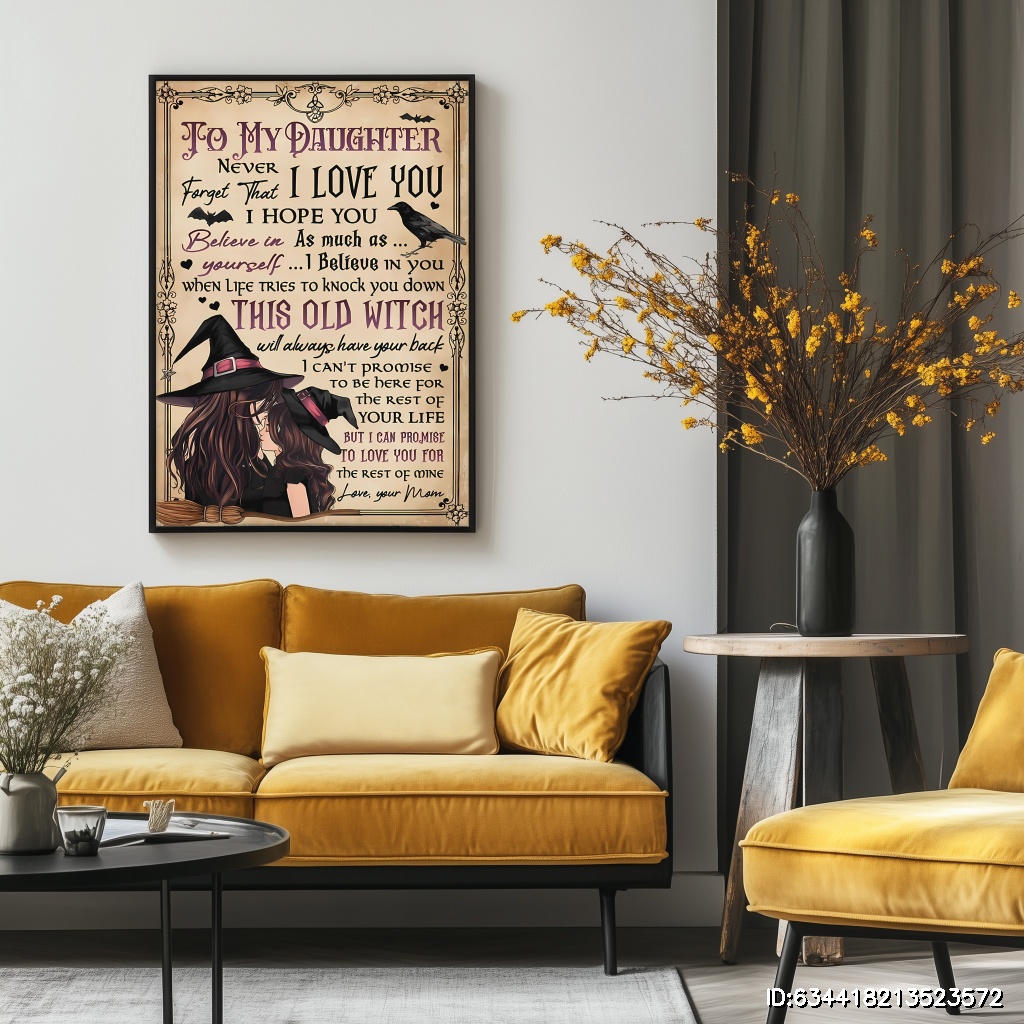 To My Daughter
Never
Forget That I LOVE YOU
I HOPE YOU
Believe in As much as ...
yourself ...I Believe IN YOU
WHEN LIFE TRIES TO KNOCK YOU DOWN
THIS OLD WITCH
will always have your back
I CAN'T PROMISE
TO BE HERE FOR
THE REST OF
YOUR LIFE
BUT I CAN PROMISE
TO LOVE YOU FOR
THE REST OF MINE
Love, your Mom
ID:634418213523572